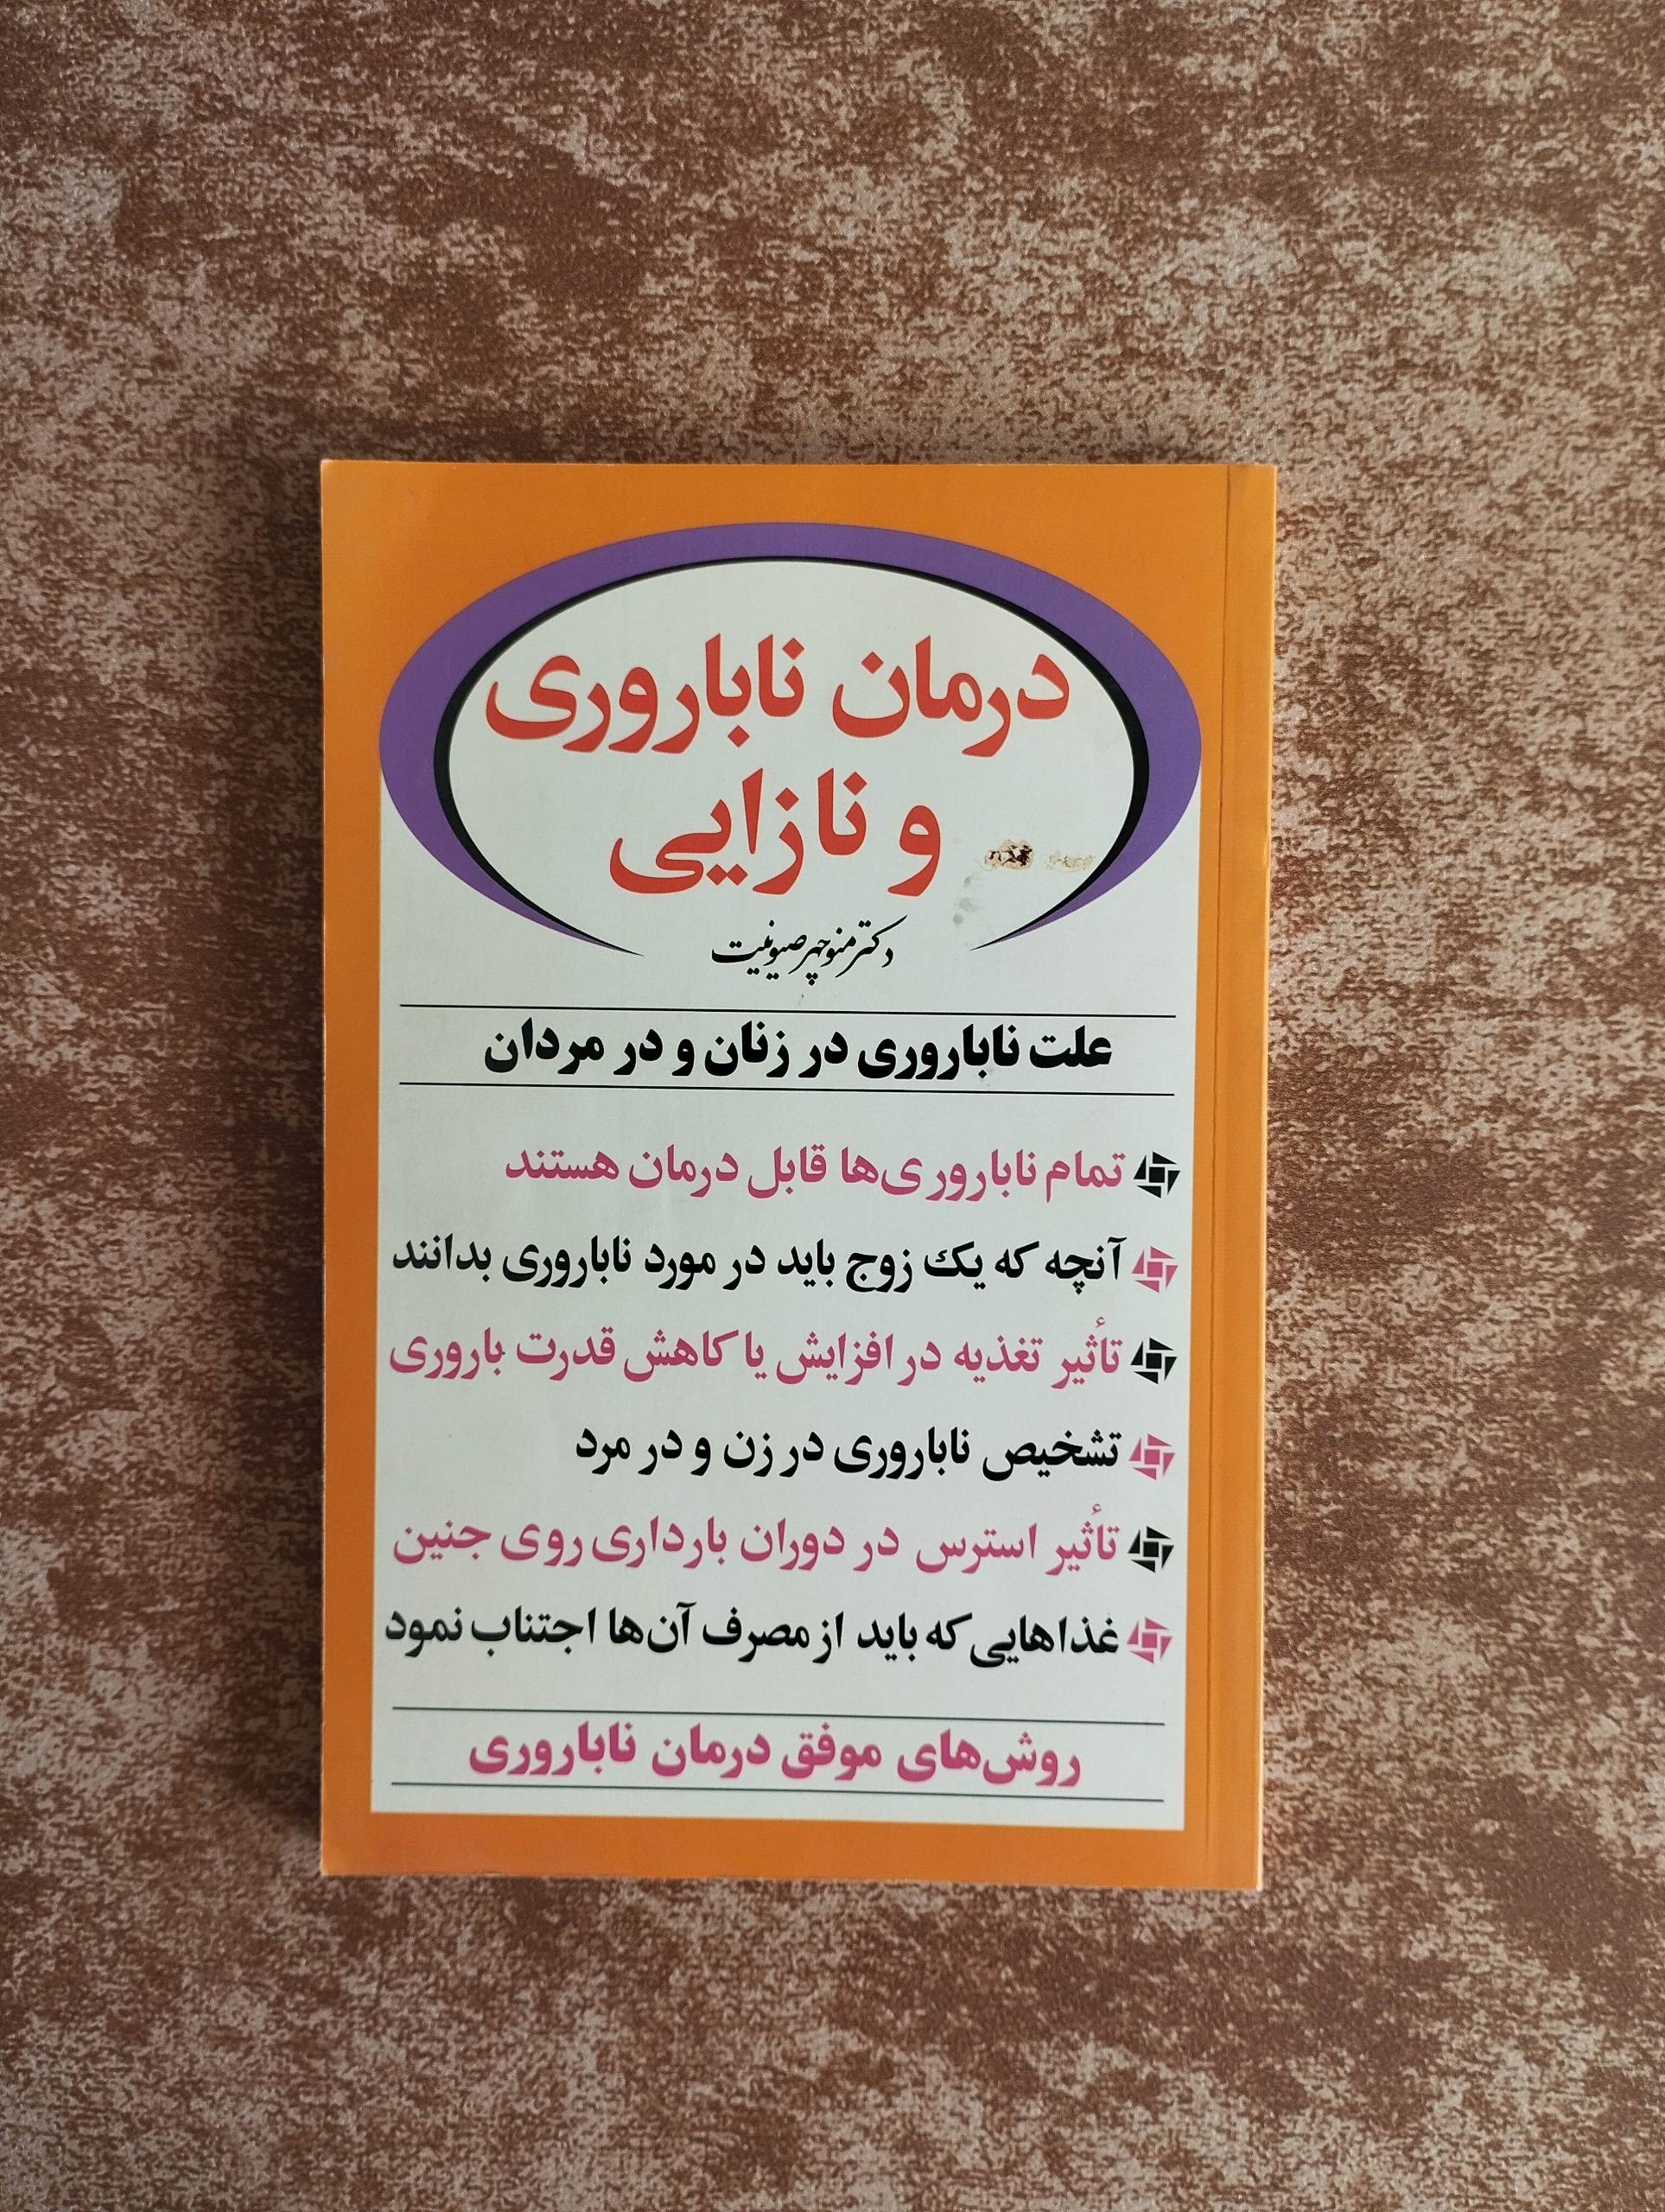 درمان ناباروری
و نازایی
دکتر منوچهر صیونیت
علت ناباروری در زنان و در مردان
تمام ناباروری‌ها قابل درمان هستند
آنچه که یک زوج باید در مورد ناباروری بدانند
تأثیر تغذیه در افزایش یا کاهش قدرت باروری
تشخیص ناباروری در زن و در مرد
تأثیر استرس در دوران بارداری روی جنین
غذاهایی که باید از مصرف آن‌ها اجتناب نمود
روش‌های موفق درمان ناباروری